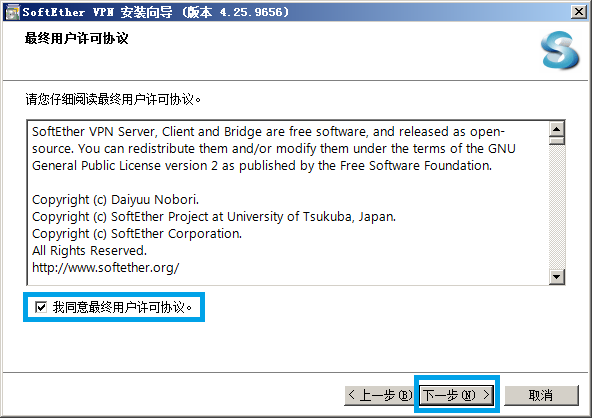 SoftEther VPN 安装向导 (版本 4.25.9656)
最终用户许可协议
请您仔细阅读最终用户许可协议。
SoftEther VPN Server, Client and Bridge are free software, and released as open-
source. You can redistribute them and/or modify them under the terms of the GNU
General Public License version 2 as published by the Free Software Foundation.
Copyright (c) Daiyuu Nobori.
Copyright (c) SoftEther Project at University of Tsukuba, Japan.
Copyright (c) SoftEther Corporation.
All Rights Reserved.
http://www.softether.org/
我同意最终用户许可协议。
< 上一步(B) 下一步(N) > 取消